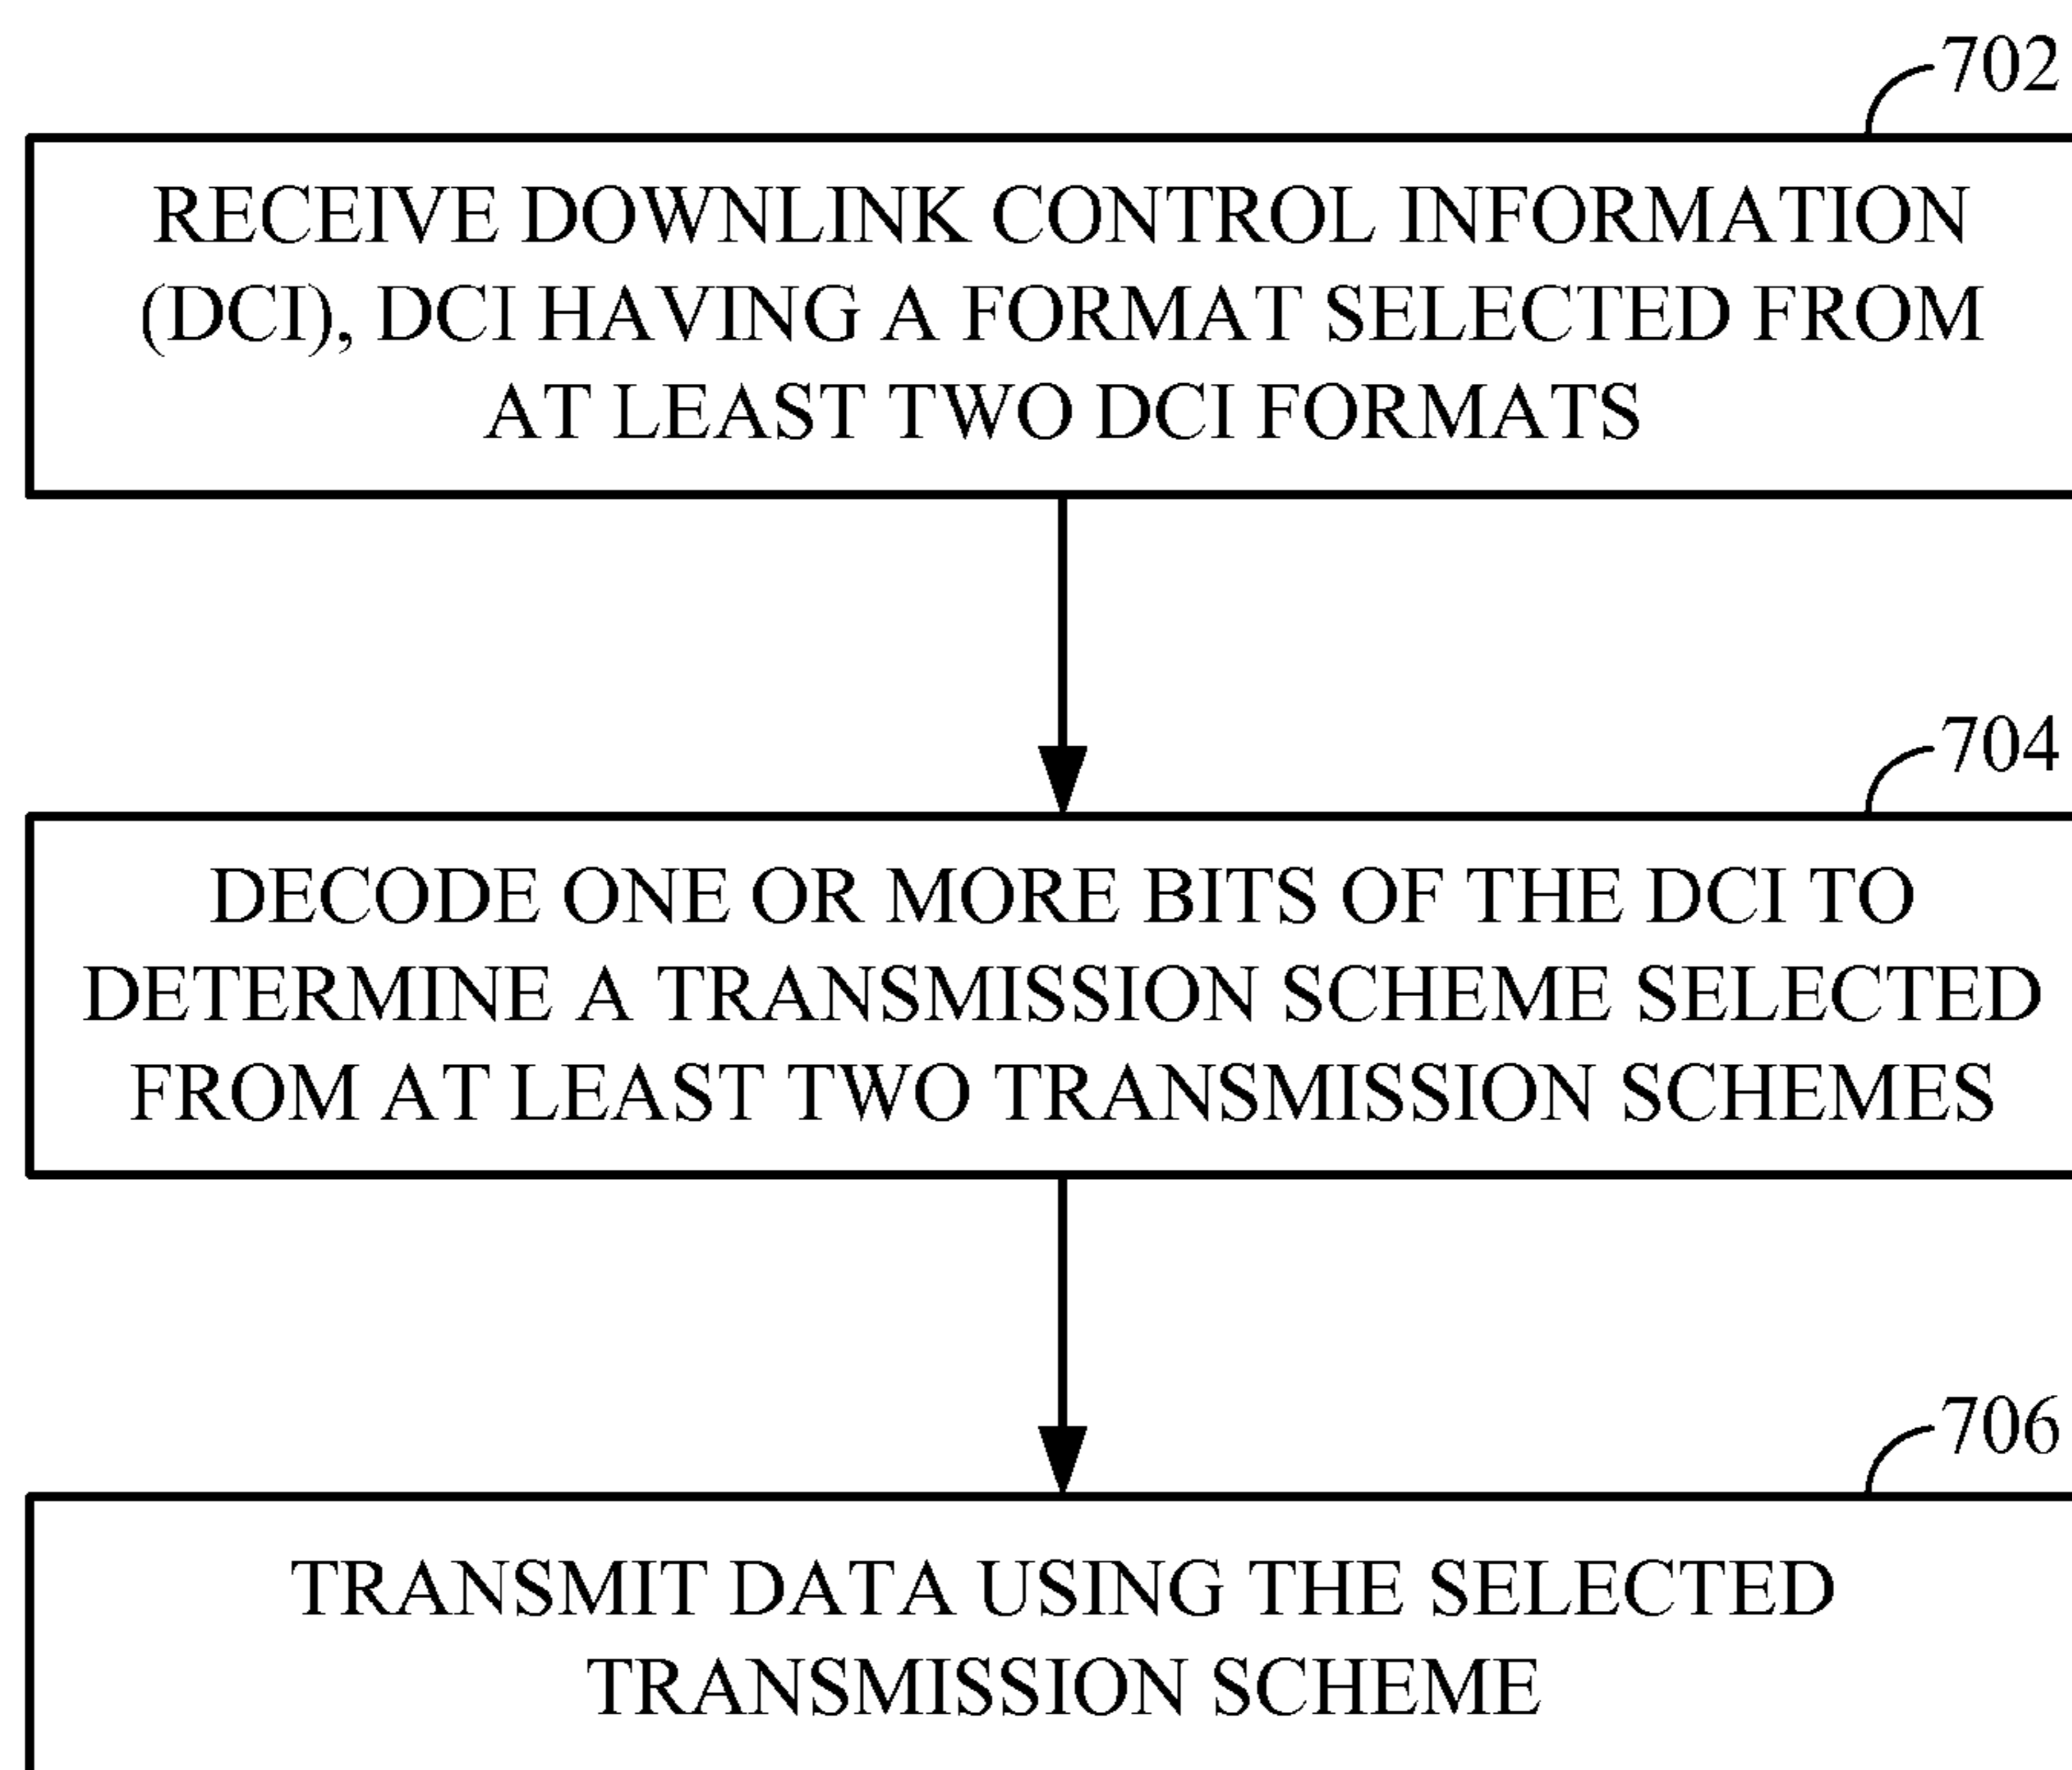 702
RECEIVE DOWNLINK CONTROL INFORMATION
(DCI), DCI HAVING A FORMAT SELECTED FROM
AT LEAST TWO DCI FORMATS
704
DECODE ONE OR MORE BITS OF THE DCI TO
DETERMINE A TRANSMISSION SCHEME SELECTED
FROM AT LEAST TWO TRANSMISSION SCHEMES
706
TRANSMIT DATA USING THE SELECTED
TRANSMISSION SCHEME